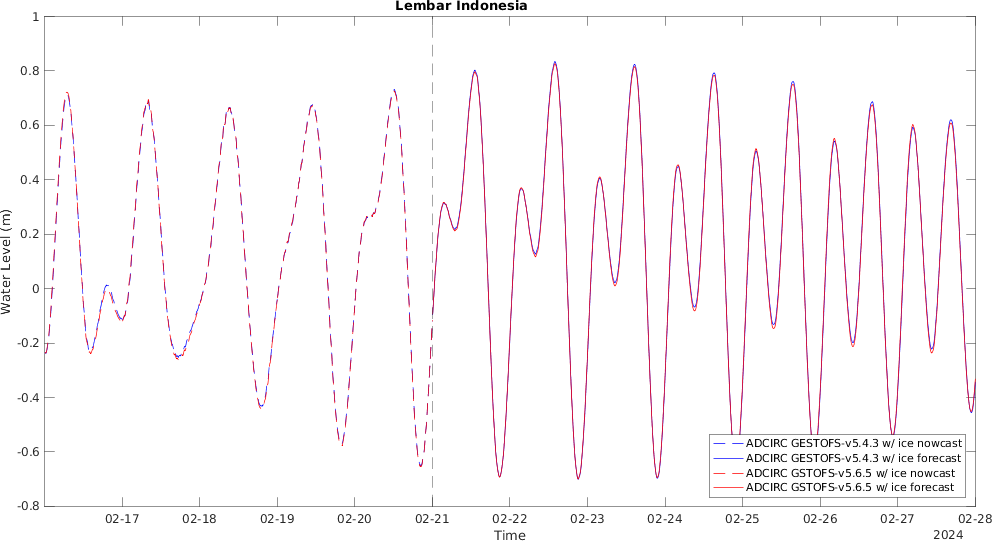 Lembar Indonesia
Water Level (m)
1
0.8
0.6
0.4
0.2
0
-0.2
-0.4
-0.6
-0.8
ADCIRC GESTOFS-v5.4.3 w/ ice nowcast
ADCIRC GESTOFS-v5.4.3 w/ ice forecast
ADCIRC GSTOFS-v5.6.5 w/ ice nowcast
ADCIRC GSTOFS-v5.6.5 w/ ice forecast
02-17 02-18 02-19 02-20 02-21 02-22 02-23 02-24 02-25 02-26 02-27 02-28
Time
2024